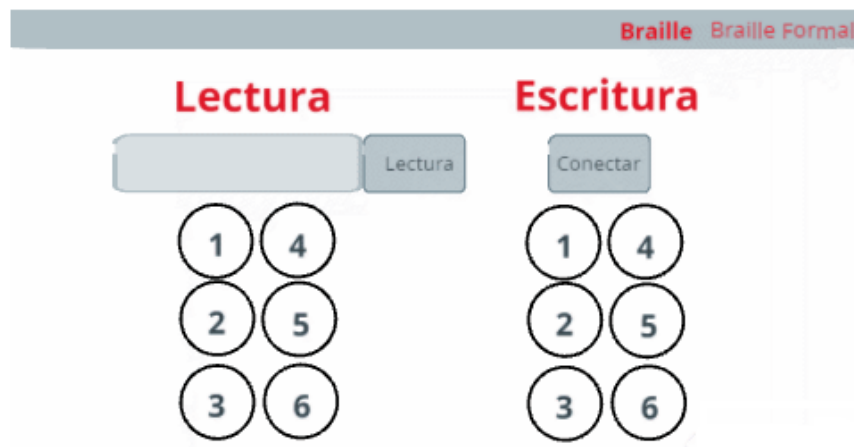 Braille Braille Formal
Lectura Escritura
Lectura Conectar
1 4 1 4
2 5 2 5
3 6 3 6